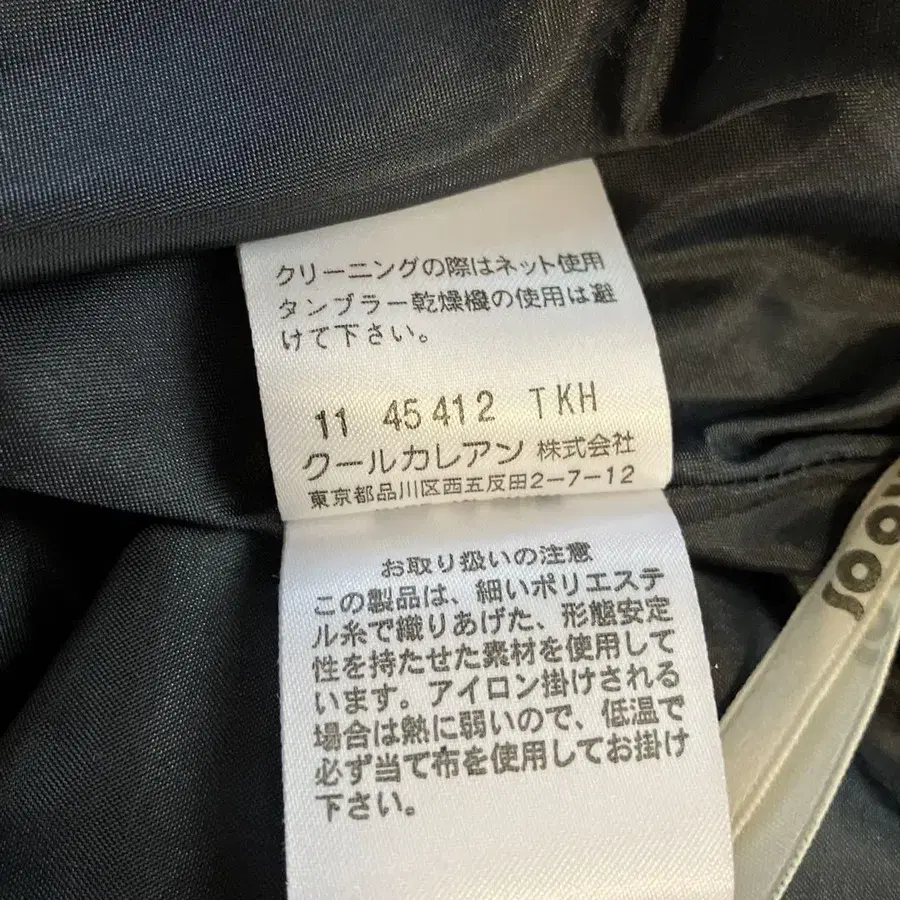 クリーニングの際はネット使用
タンブラー乾燥機の使用は避
けて下さい。
11 45412 TKH
クールカレアン 株式会社
東京都品川区西五反田2-7-12
お取り扱いの注意
この製品は、細いポリエステ
ル糸で織りあげた、形態安定
性を持たせた素材を使用して
います。アイロン掛けされる
場合は熱に弱いので、低温で
必ず当て布を使用してお掛け
下さい。